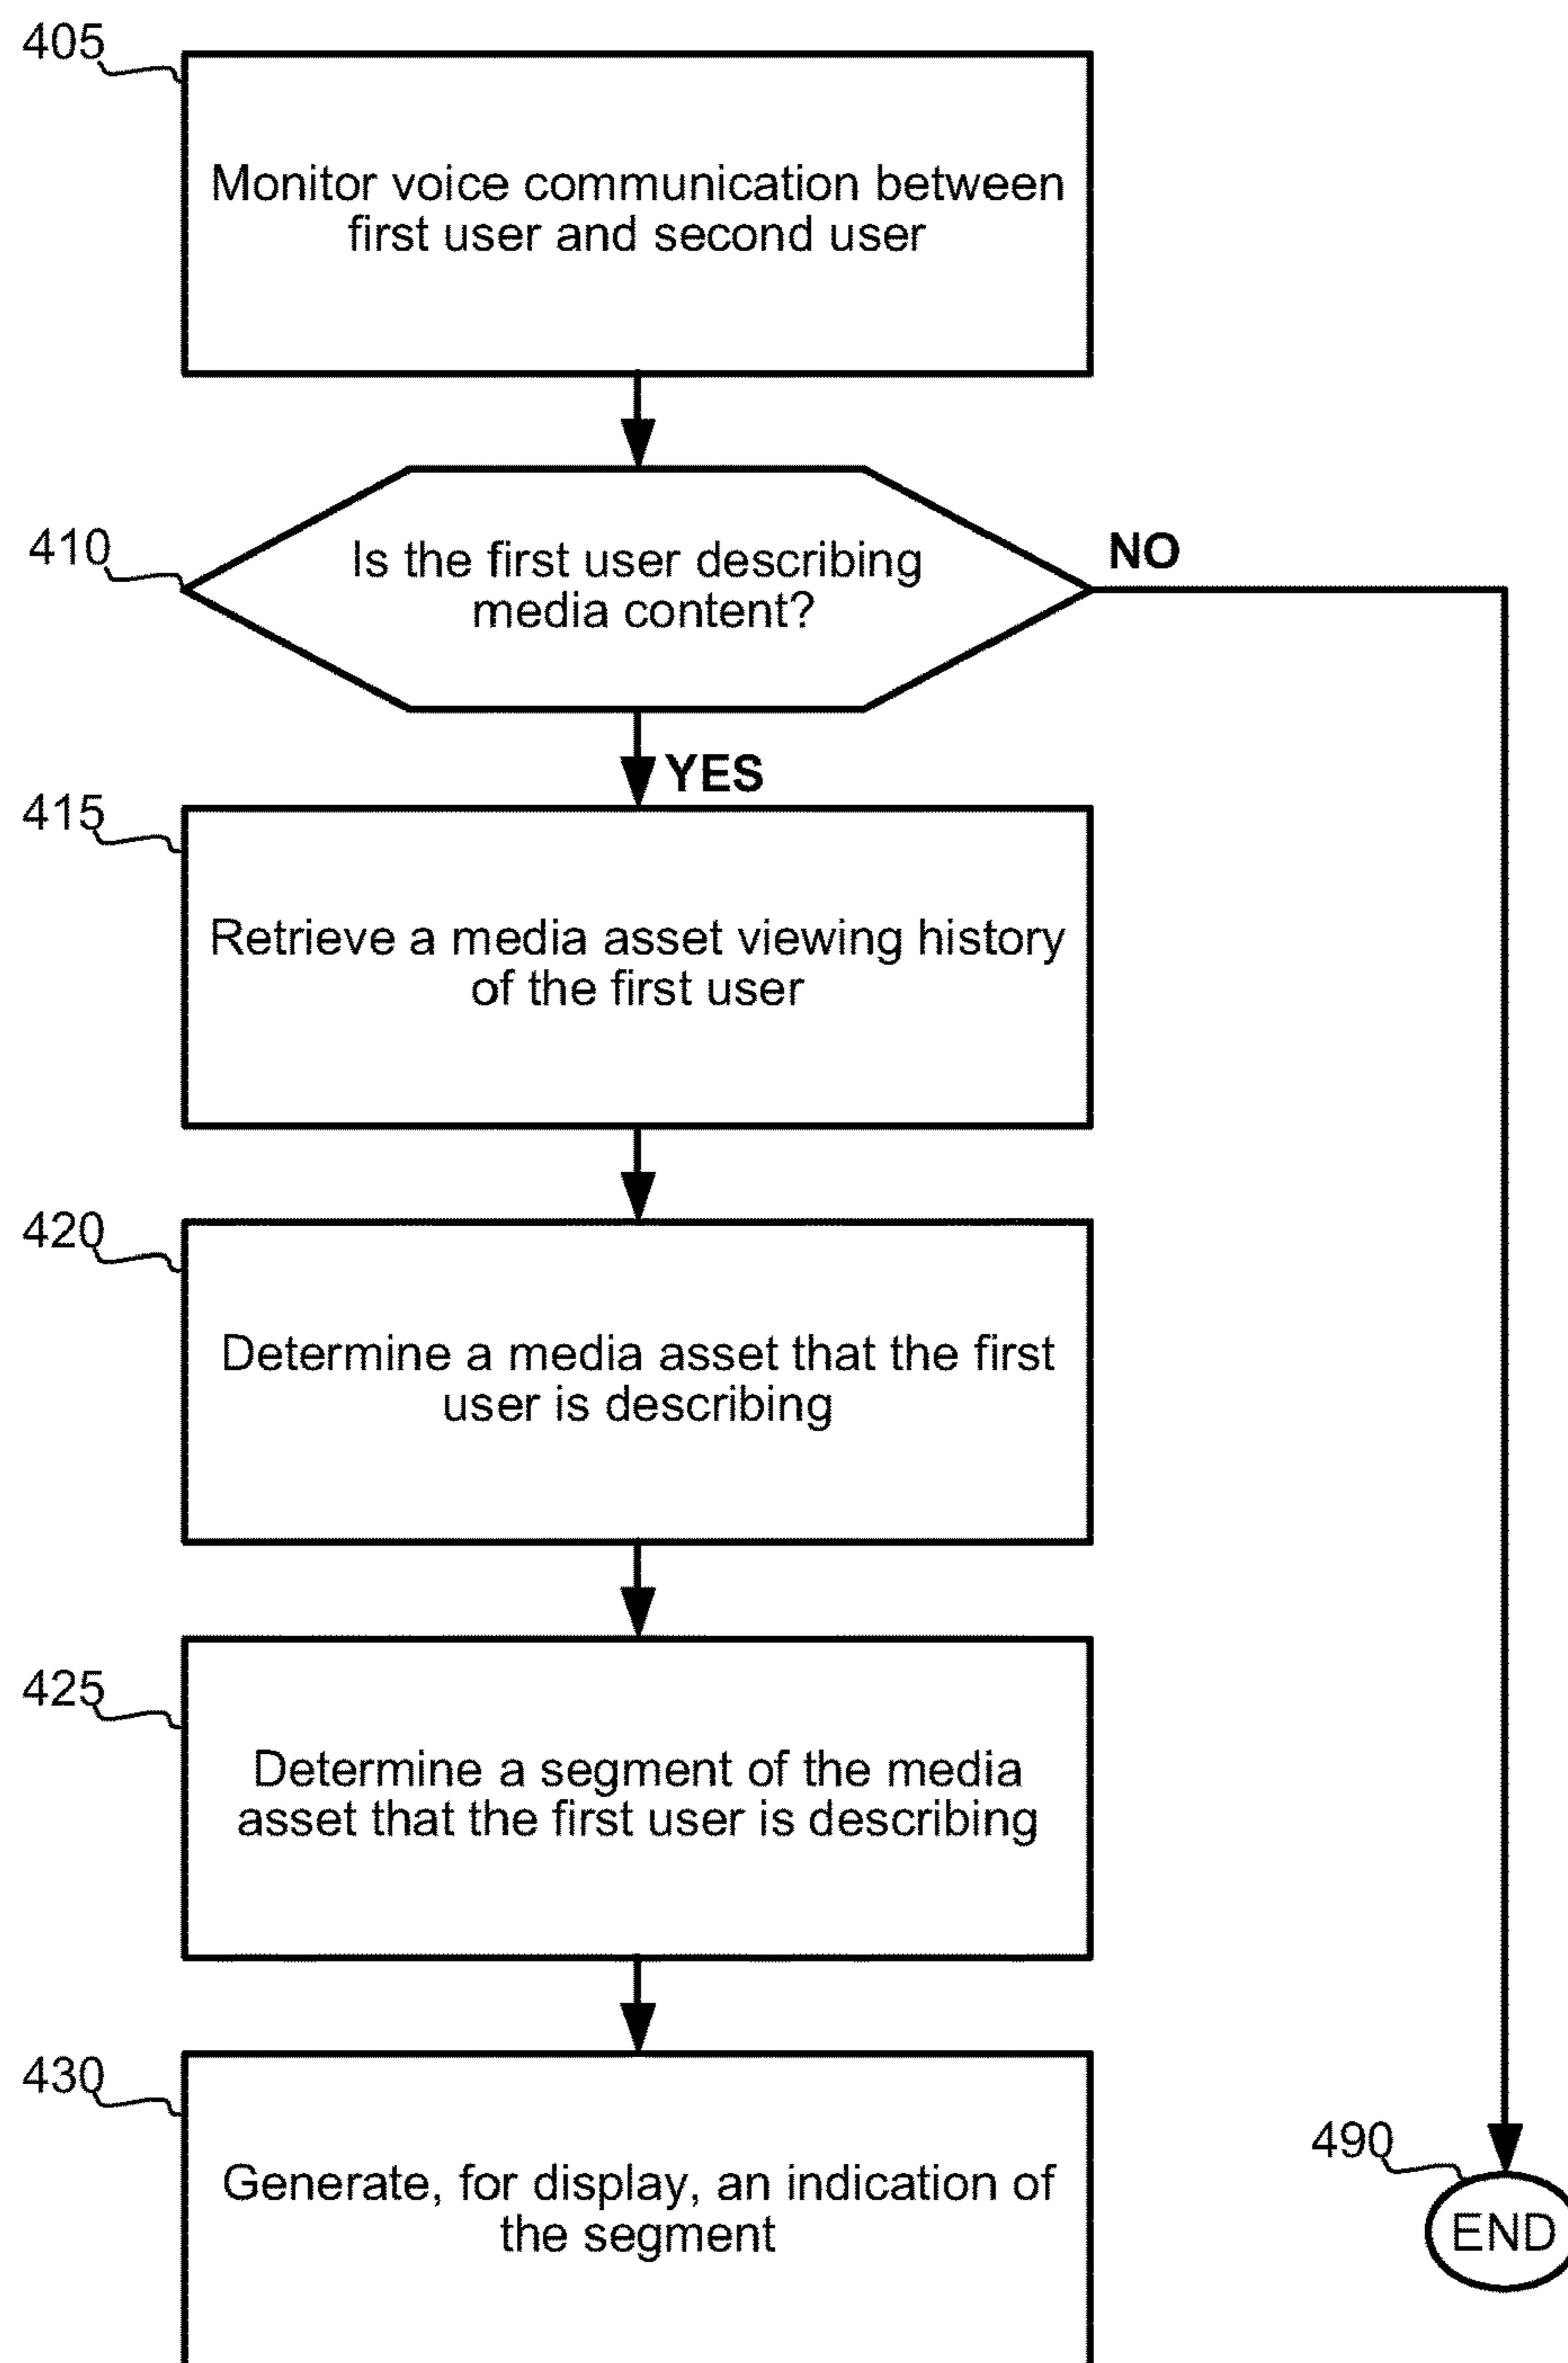 405
Monitor voice communication between
first user and second user
410
Is the first user describing
media content?
NO
YES
415
Retrieve a media asset viewing history
of the first user
420
Determine a media asset that the first
user is describing
425
Determine a segment of the media
asset that the first user is describing
430
Generate, for display, an indication of
the segment
490
END